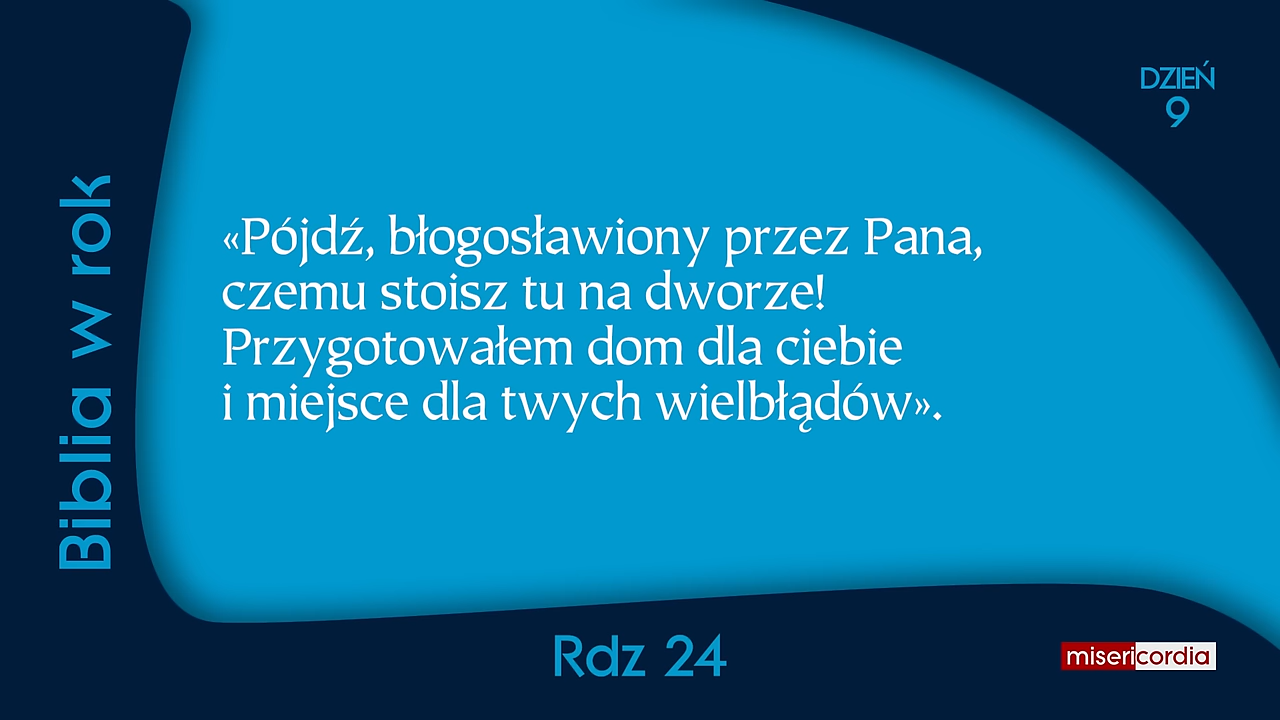 DZIEŃ
9
Biblia w rok
«Pójdź, błogosławiony przez Pana,
czemu stoisz tu na dworze!
Przygotowałem dom dla ciebie
i miejsce dla twych wielbłądów».
Rdz 24
misericordia